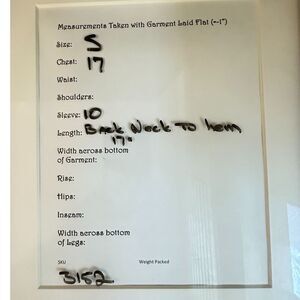 Measurements Taken with Garment Laid Flat (+-1")
Size: S
Chest: 17
Waist:
Shoulders:
Sleeve: 10
Length: Back Neck To hem
17"
Width across bottom
of Garment:
Rise:
Hips:
Inseam:
Width across bottom
of Legs:
SKU Weight Packed
3152